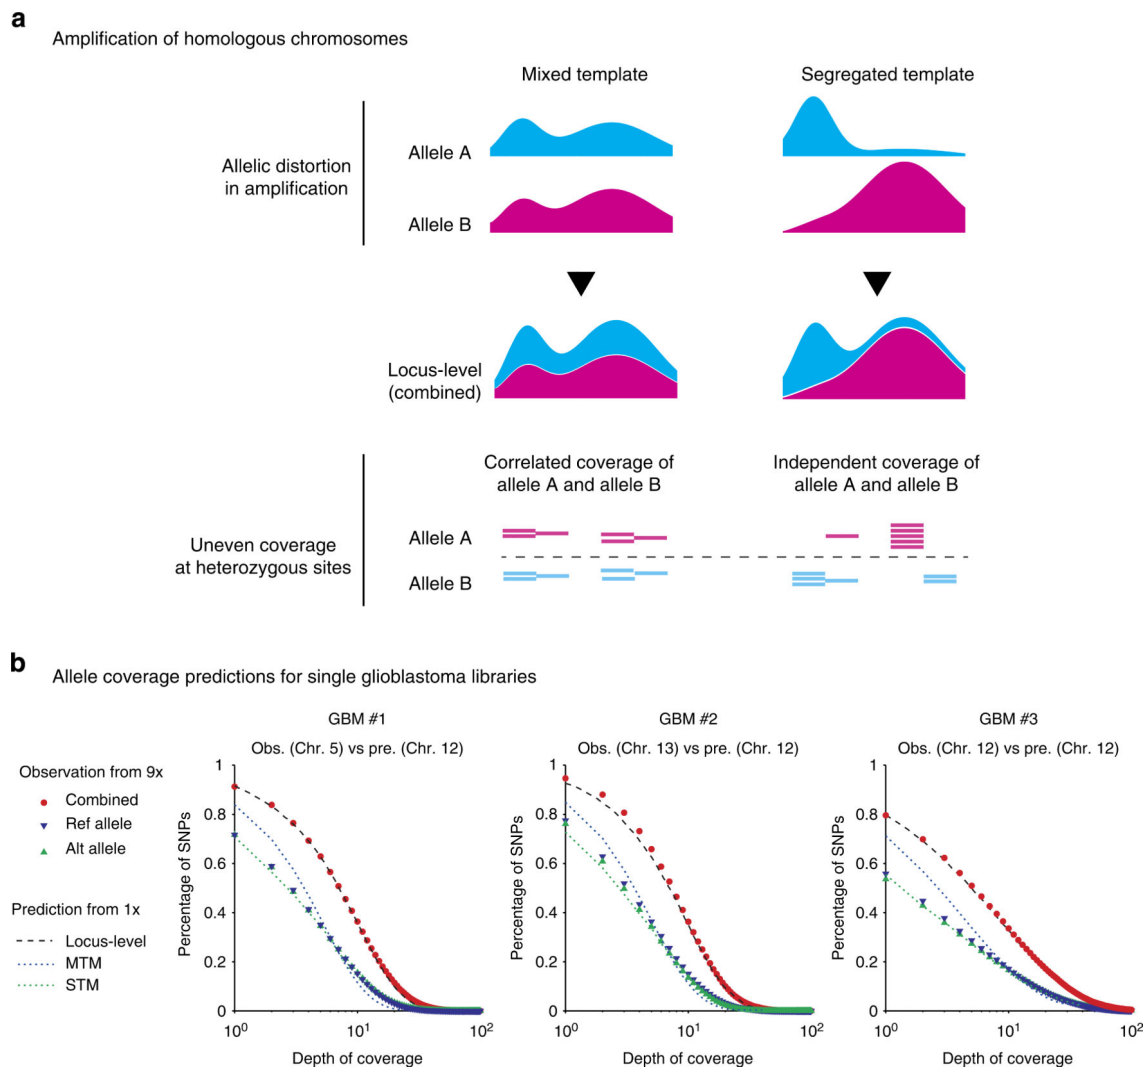 a
Amplification of homologous chromosomes
Mixed template
Segregated template
Allelic distortion
in amplification
Allele A
Allele B
Locus-level
(combined)
Correlated coverage of
allele A and allele B
Independent coverage of
allele A and allele B
Uneven coverage
at heterozygous sites
Allele A
Allele B
b
Allele coverage predictions for single glioblastoma libraries
Observation from 9x
Combined
Ref allele
Alt allele
Prediction from 1x
Locus-level
MTM
STM
GBM #1
Obs. (Chr. 5) vs pre. (Chr. 12)
Percentage of SNPs
1
0.8
0.6
0.4
0.2
0
10⁰ 10¹ 10²
Depth of coverage
GBM #2
Obs. (Chr. 13) vs pre. (Chr. 12)
Percentage of SNPs
1
0.8
0.6
0.4
0.2
0
10⁰ 10¹ 10²
Depth of coverage
GBM #3
Obs. (Chr. 12) vs pre. (Chr. 12)
Percentage of SNPs
1
0.8
0.6
0.4
0.2
0
10⁰ 10¹ 10²
Depth of coverage